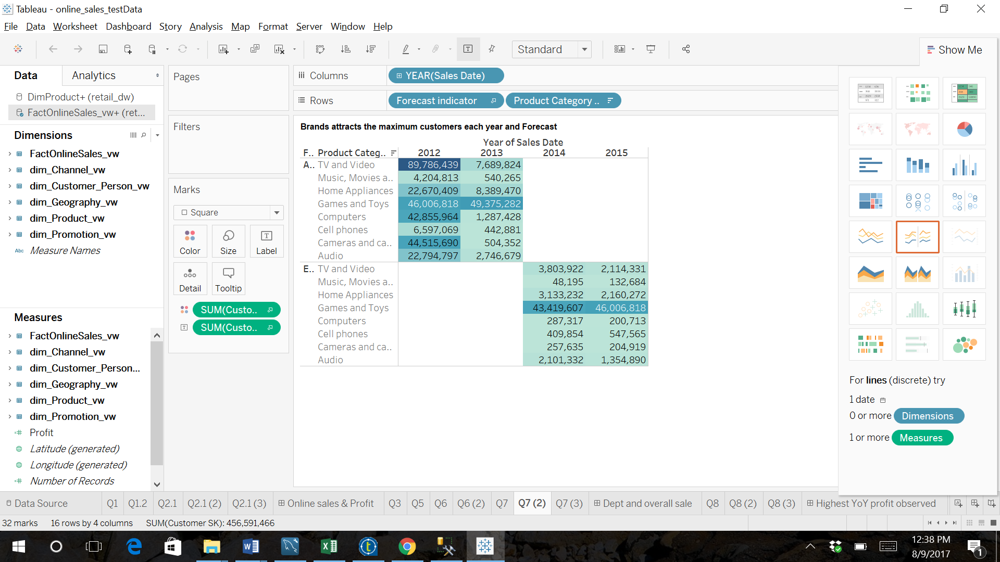 Tableau - online_sales_testData
File Data Worksheet Dashboard Story Analysis Map Format Server Window Help
Standard
Show Me
Data Analytics
DimProduct+ (retail_dw)
FactOnlineSales_vw+ (ret...
Dimensions
FactOnlineSales_vw
dim_Channel_vw
dim_Customer_Person_vw
dim_Geography_vw
dim_Product_vw
dim_Promotion_vw
Abc Measure Names
Measures
FactOnlineSales_vw
dim_Channel_vw
dim_Customer_Person...
dim_Geography_vw
dim_Product_vw
dim_Promotion_vw
Profit
Latitude (generated)
Longitude (generated)
Number of Records
Pages
Filters
Marks
Square
Color Size Label
Detail Tooltip
SUM(Custo..
SUM(Custo..
Columns YEAR(Sales Date)
Rows Forecast indicator Product Category ..
Brands attracts the maximum customers each year and Forecast
Year of Sales Date
F.. Product Categ.. 2012 2013 2014 2015
A.. TV and Video 89,786,439 7,689,824
Music, Movies a.. 4,204,813 540,265
Home Appliances 22,670,409 8,389,470
Games and Toys 46,006,818 49,375,282
Computers 42,855,964 1,287,428
Cell phones 6,597,069 442,881
Cameras and ca.. 44,515,690 504,352
Audio 22,794,797 2,746,679
E.. TV and Video 3,803,922 2,114,331
Music, Movies a.. 48,195 132,684
Home Appliances 3,133,232 2,160,272
Games and Toys 43,419,607 46,006,818
Computers 287,317 200,713
Cell phones 409,854 547,565
Cameras and ca.. 257,635 204,919
Audio 2,101,332 1,354,890
For lines (discrete) try
1 date
0 or more Dimensions
1 or more Measures
Data Source Q1 Q1.2 Q2.1 Q2.1 (2) Q2.1 (3) Online sales & Profit Q3 Q5 Q6 Q6 (2) Q7 Q7 (2) Q7 (3) Dept and overall sale Q8 Q8 (2) Q8 (3) Highest YoY profit observed
32 marks 16 rows by 4 columns SUM(Customer SK): 456,591,466
12:38 PM
8/9/2017
1